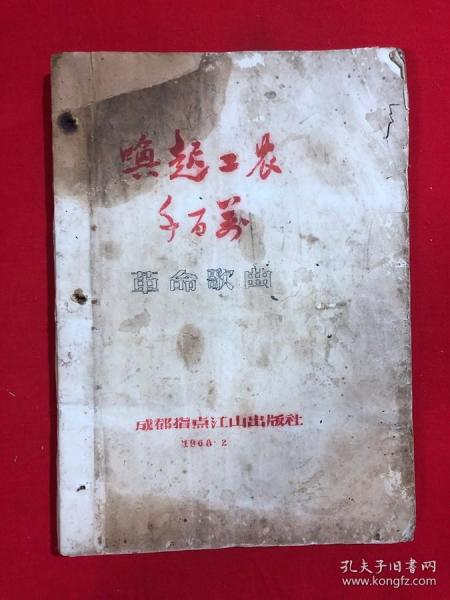 唤起工农
千百万
革命歌曲
成都指点江山出版社
1968·2
孔夫子旧书网
www.kongfz.com